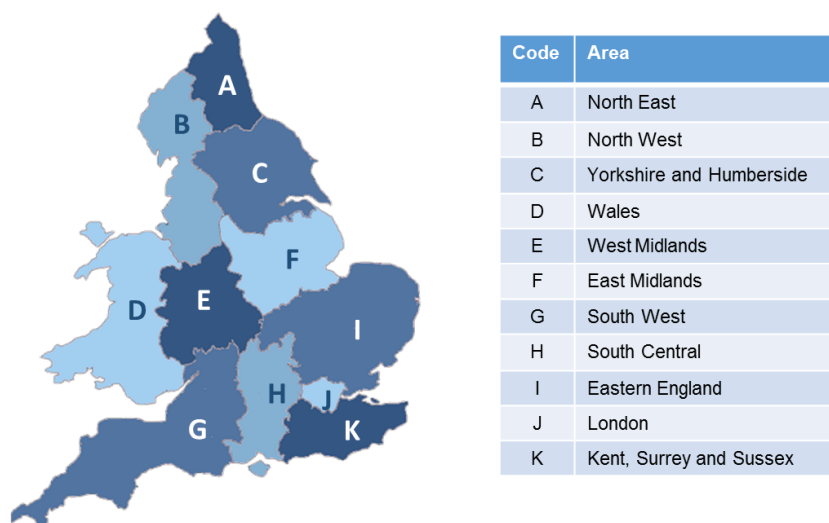 A
B
C
D
E
F
G
H
I
J
K
Code Area
A North East
B North West
C Yorkshire and Humberside
D Wales
E West Midlands
F East Midlands
G South West
H South Central
I Eastern England
J London
K Kent, Surrey and Sussex